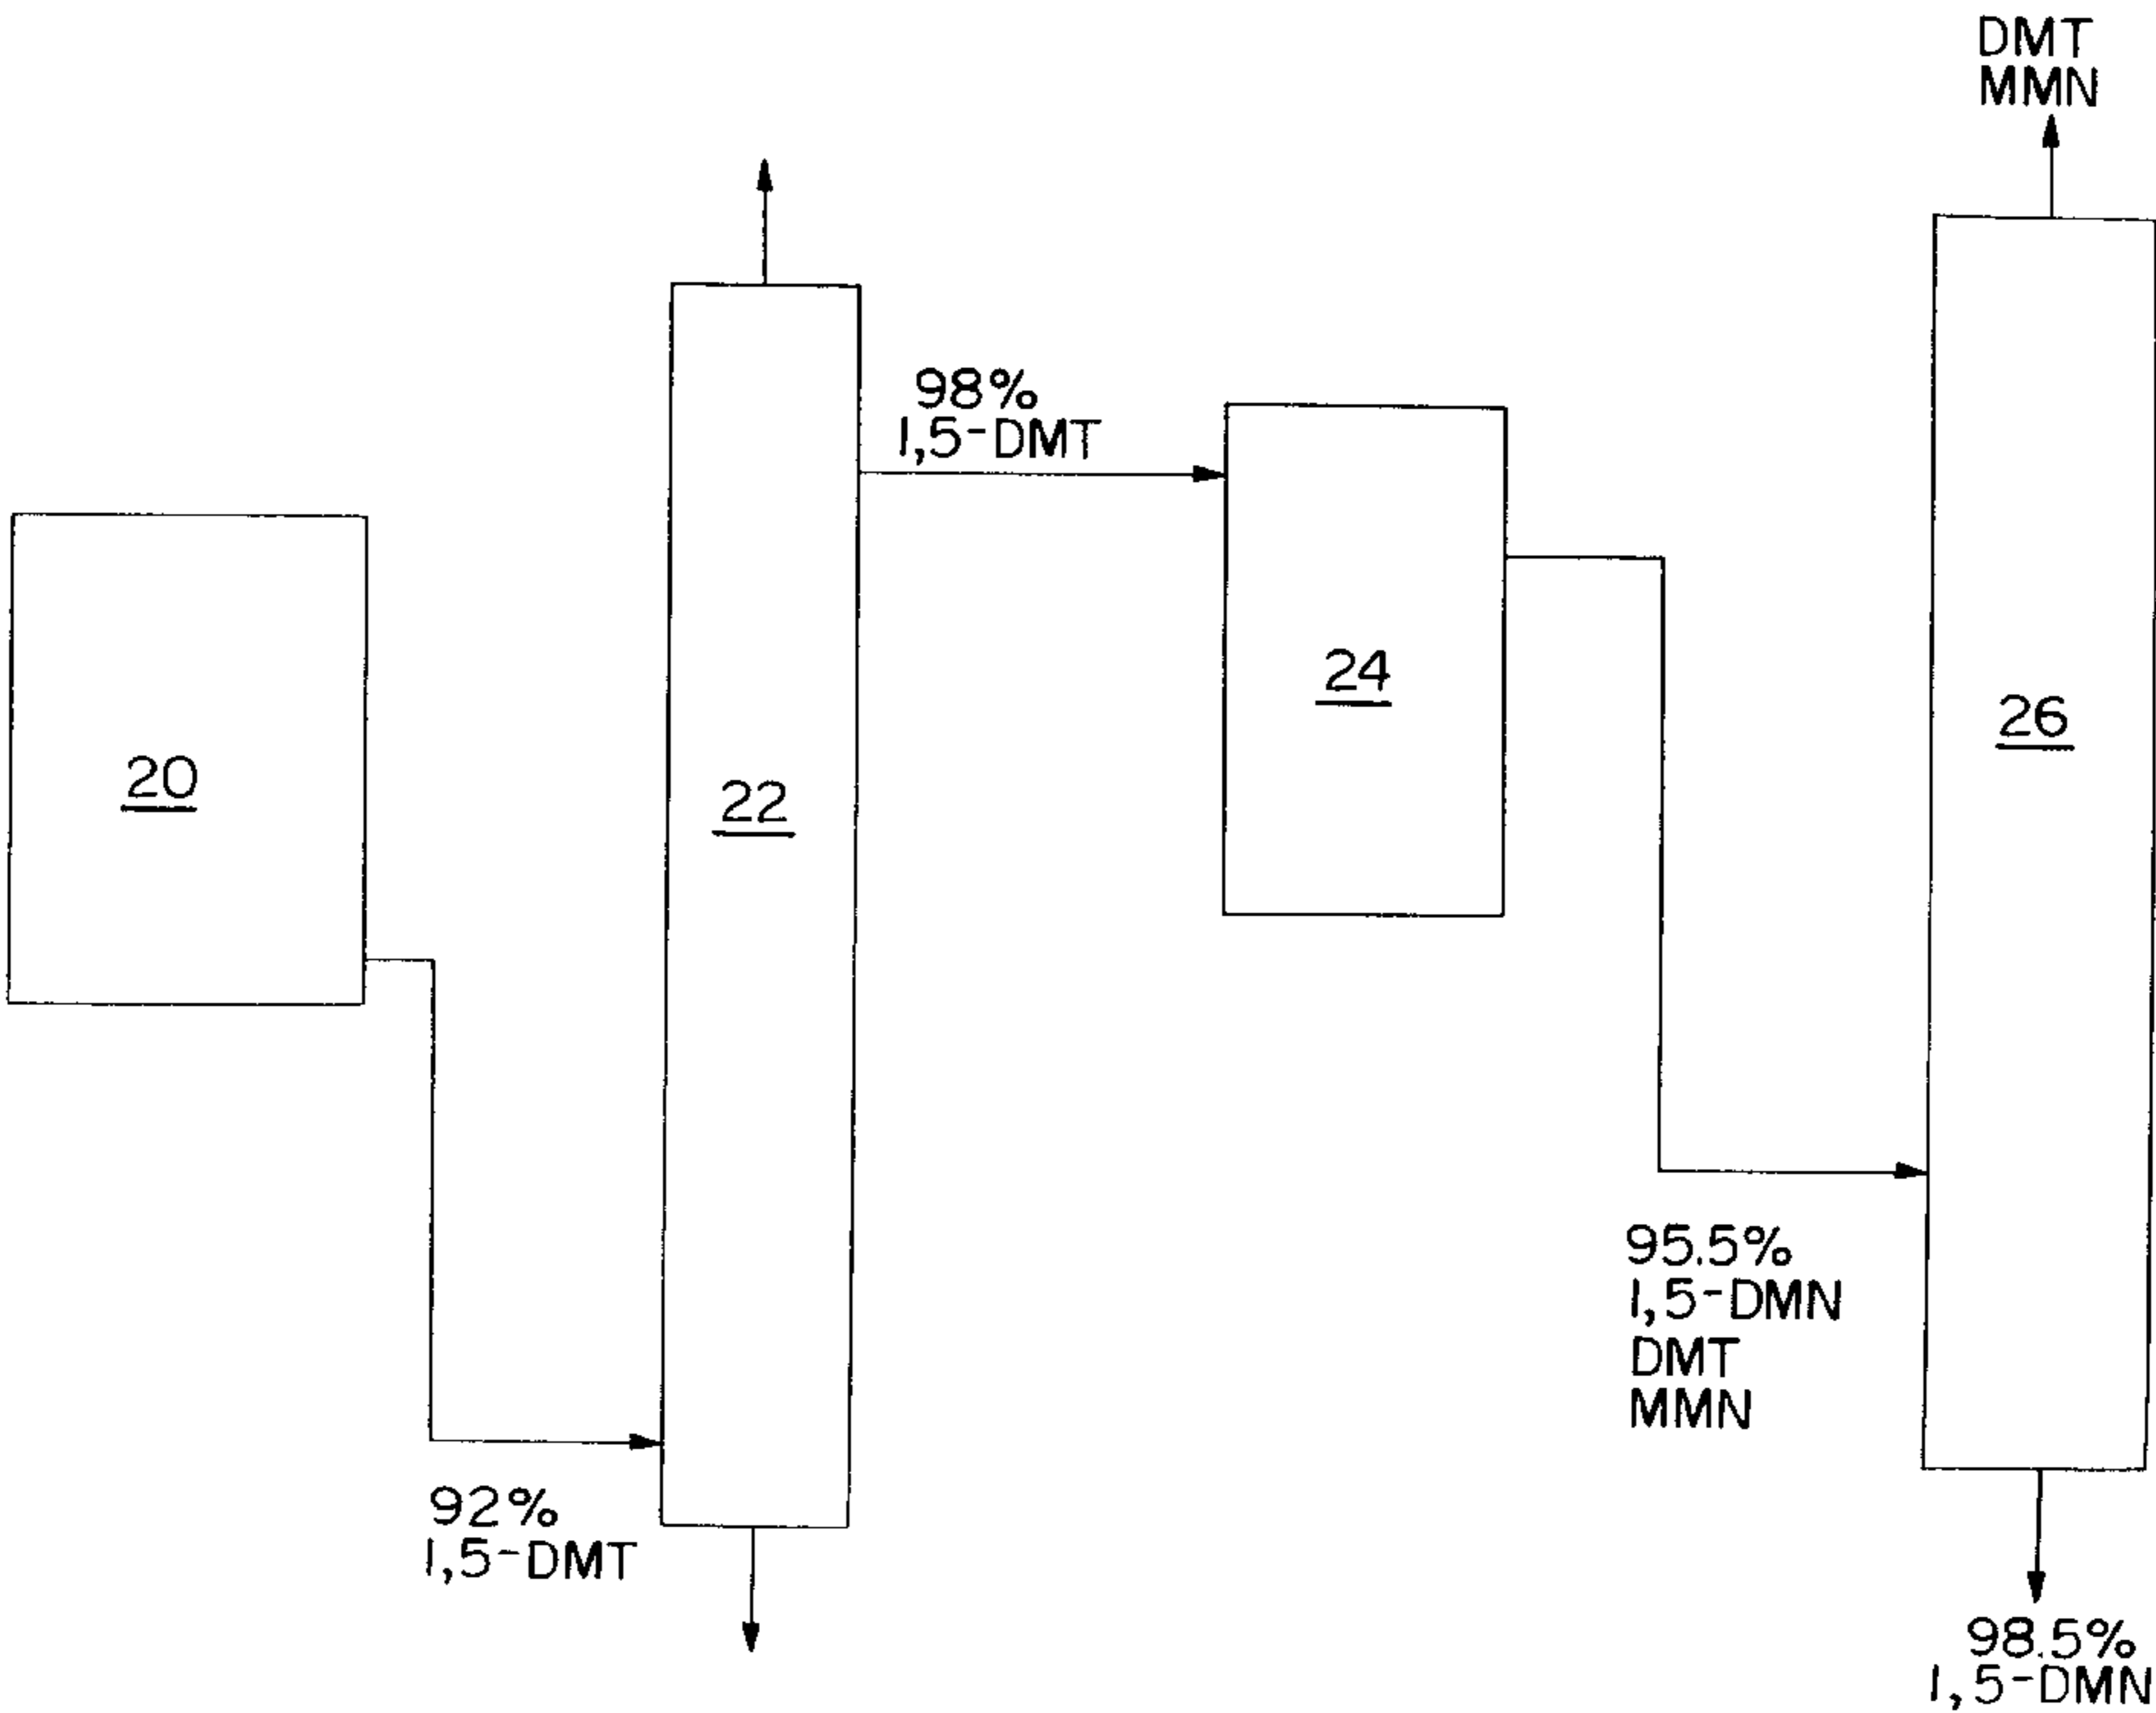 DMT
MMN
98%
1,5-DMT
20
22
24
26
92%
1,5-DMT
95.5%
1,5-DMN
DMT
MMN
98.5%
1,5-DMN